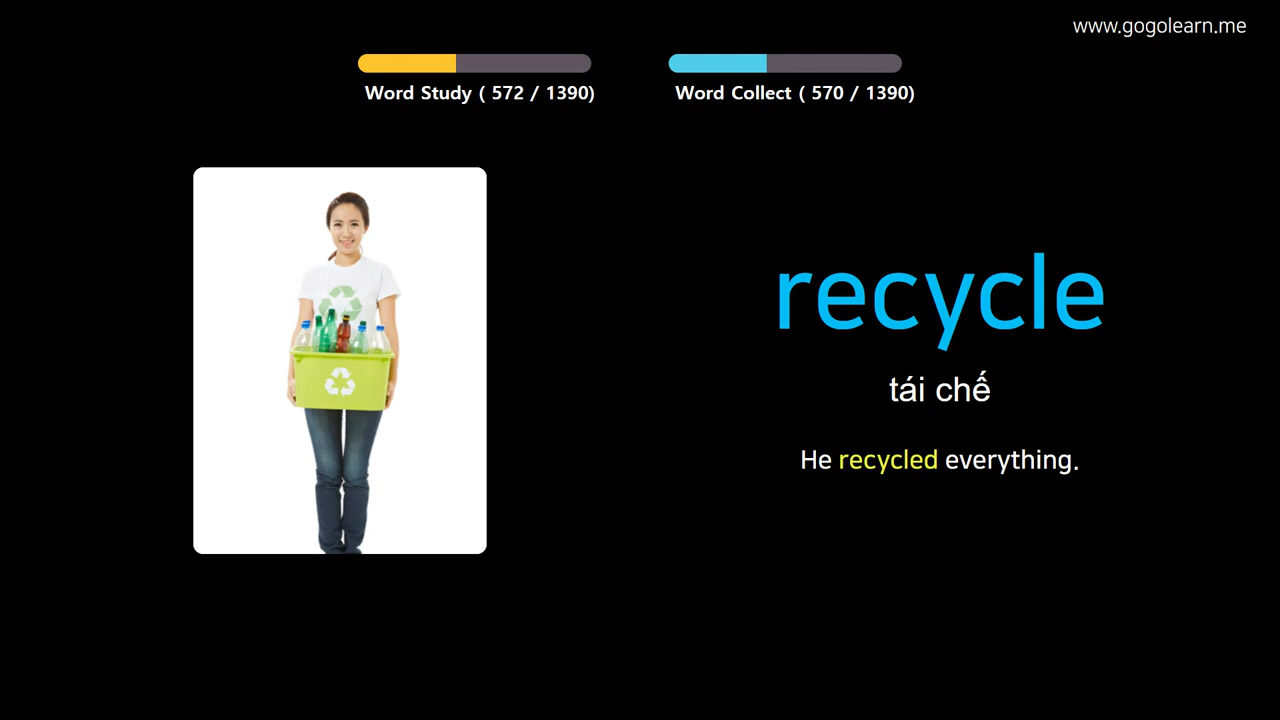 www.gogolearn.me
Word Study ( 572 / 1390)
Word Collect ( 570 / 1390)
recycle
tái chế
He recycled everything.